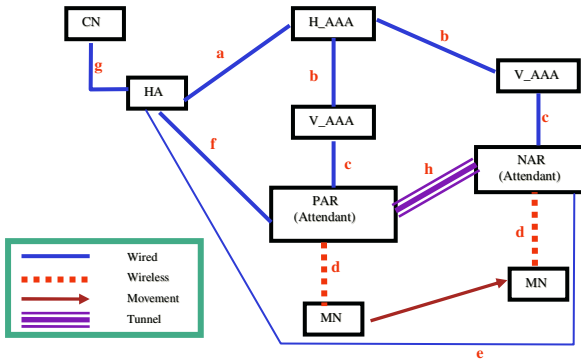 CN
H_AAA
a
b
b
g
V_AAA
HA
V_AAA
c
f
c
h
NAR
(Attendant)
PAR
(Attendant)
d
d
MN
MN
e
Wired
Wireless
Movement
Tunnel